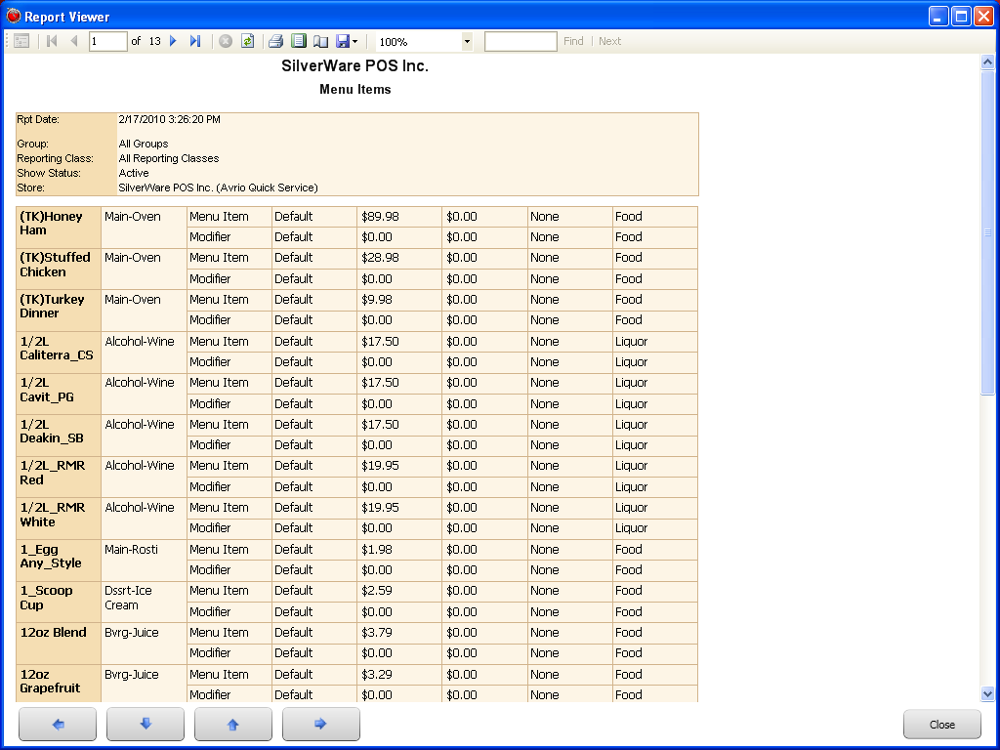 Report Viewer
1 of 13 100% Find Next
SilverWare POS Inc.
Menu Items
Rpt Date: 2/17/2010 3:26:20 PM
Group: All Groups
Reporting Class: All Reporting Classes
Show Status: Active
Store: SilverWare POS Inc. (Avrio Quick Service)
(TK)Honey Main-Oven Menu Item Default $89.98 $0.00 None Food
Ham Modifier Default $0.00 $0.00 None Food
(TK)Stuffed Main-Oven Menu Item Default $28.98 $0.00 None Food
Chicken Modifier Default $0.00 $0.00 None Food
(TK)Turkey Main-Oven Menu Item Default $9.98 $0.00 None Food
Dinner Modifier Default $0.00 $0.00 None Food
1/2L Alcohol-Wine Menu Item Default $17.50 $0.00 None Liquor
Caliterra_CS Modifier Default $0.00 $0.00 None Liquor
1/2L Alcohol-Wine Menu Item Default $17.50 $0.00 None Liquor
Cavit_PG Modifier Default $0.00 $0.00 None Liquor
1/2L Alcohol-Wine Menu Item Default $17.50 $0.00 None Liquor
Deakin_SB Modifier Default $0.00 $0.00 None Liquor
1/2L_RMR Alcohol-Wine Menu Item Default $19.95 $0.00 None Liquor
Red Modifier Default $0.00 $0.00 None Liquor
1/2L_RMR Alcohol-Wine Menu Item Default $19.95 $0.00 None Liquor
White Modifier Default $0.00 $0.00 None Liquor
1_Egg Main-Rosti Menu Item Default $1.98 $0.00 None Food
Any_Style Modifier Default $0.00 $0.00 None Food
1_Scoop Dssrt-Ice Menu Item Default $2.59 $0.00 None Food
Cup Cream Modifier Default $0.00 $0.00 None Food
12oz Blend Bvrg-Juice Menu Item Default $3.79 $0.00 None Food
Modifier Default $0.00 $0.00 None Food
12oz Bvrg-Juice Menu Item Default $3.29 $0.00 None Food
Grapefruit Modifier Default $0.00 $0.00 None Food
Close